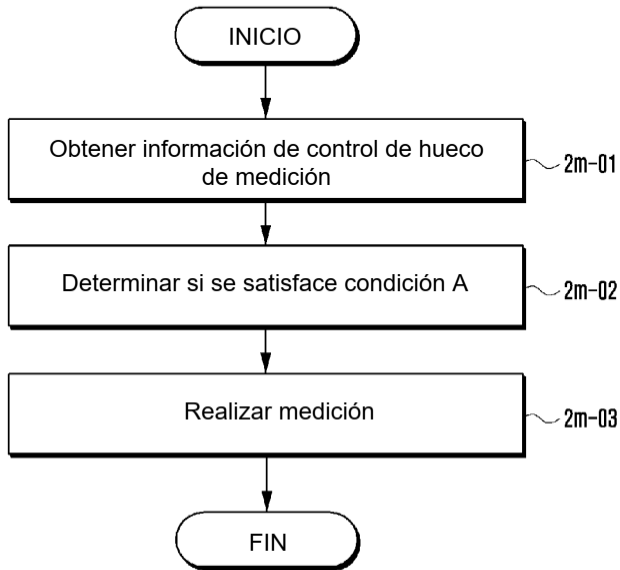 INICIO
Obtener información de control de hueco
de medición
2m-01
Determinar si se satisface condición A
2m-02
Realizar medición
2m-03
FIN